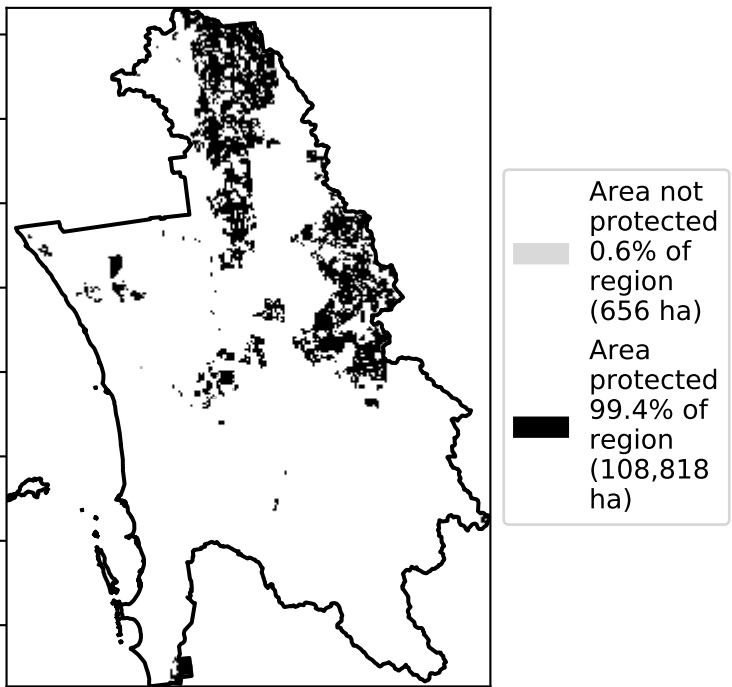 Area not
protected
0.6% of
region
(656 ha)
Area
protected
99.4% of
region
(108,818
ha)